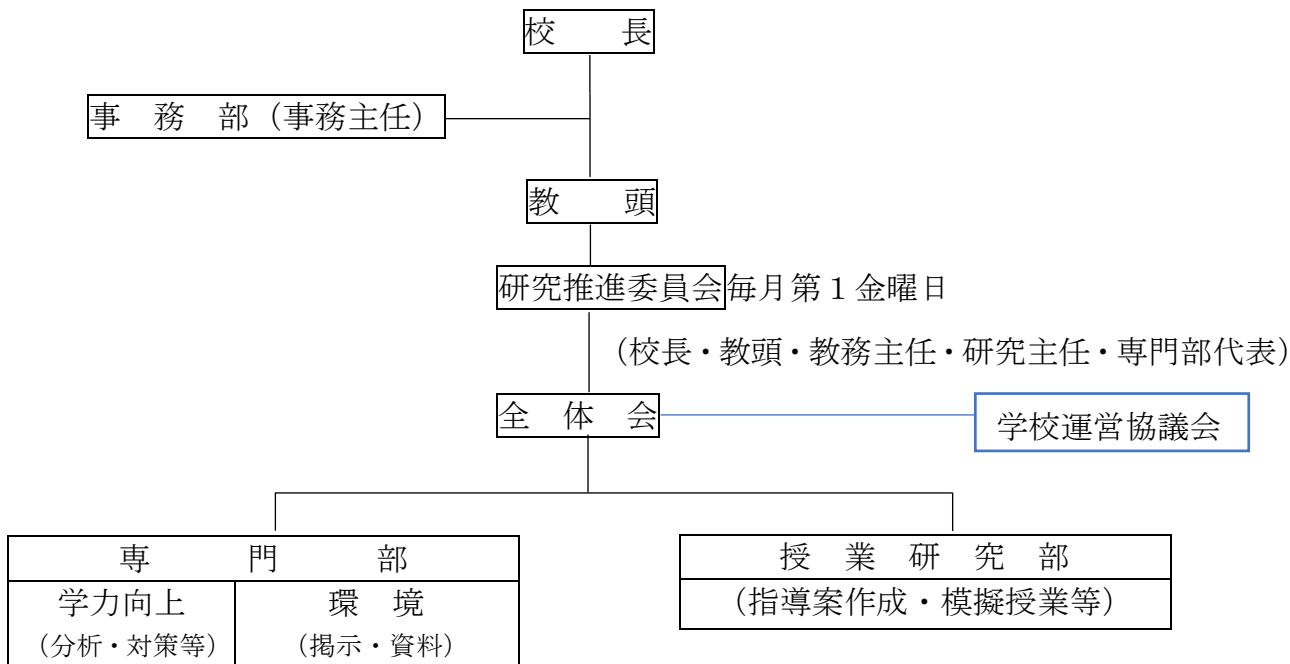 校　　長
事　務　部（事務主任）
教　　頭
研究推進委員会毎月第１金曜日
（校長・教頭・教務主任・研究主任・専門部代表）
全　体　会
学校運営協議会
専　　門　　部
学力向上
（分析・対策等）
環　境
（掲示・資料）
授　業　研　究　部
（指導案作成・模擬授業等）